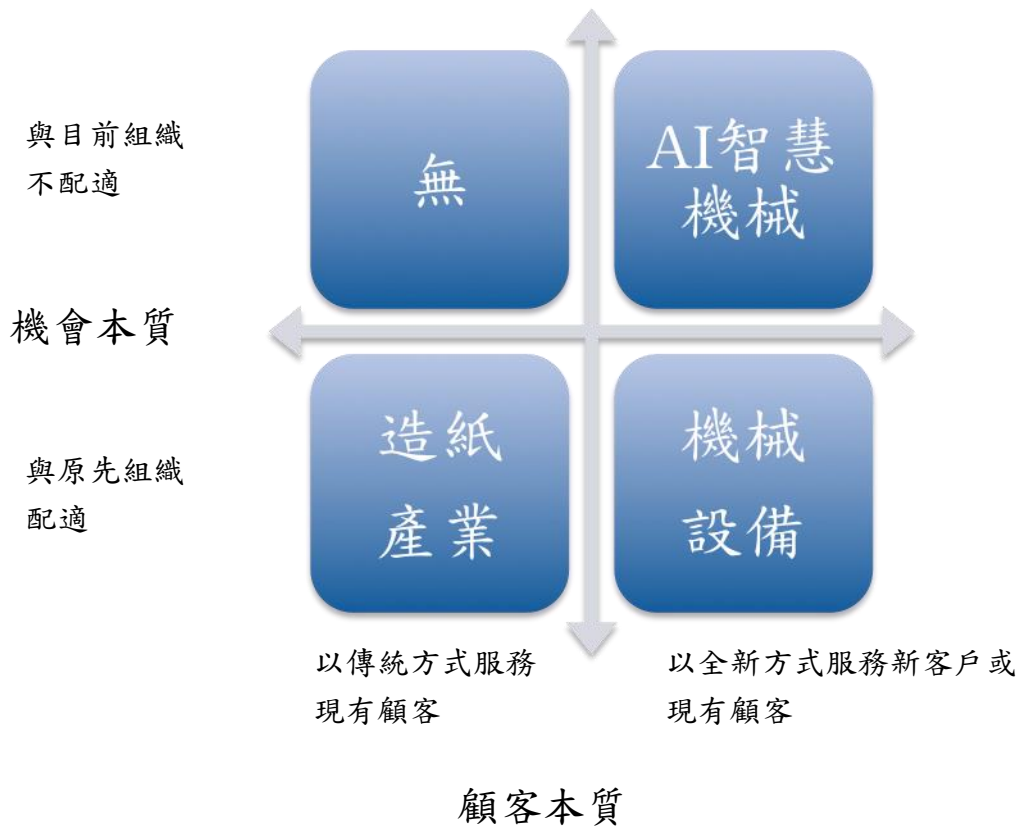 與目前組織
不配適
無
AI智慧
機械
機會本質
與原先組織
配適
造紙
產業
機械
設備
以傳統方式服務
現有顧客
以全新方式服務新客戶或
現有顧客
顧客本質